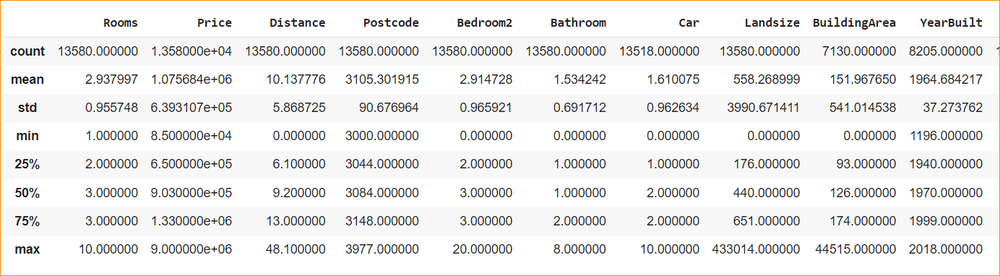 Rooms Price Distance Postcode Bedroom2 Bathroom Car Landsize BuildingArea YearBuilt
count 13580.000000 1.358000e+04 13580.000000 13580.000000 13580.000000 13580.000000 13518.000000 13580.000000 7130.000000 8205.000000
mean 2.937997 1.075684e+06 10.137776 3105.301915 2.914728 1.534242 1.610075 558.268999 151.967650 1964.684217
std 0.955748 6.393107e+05 5.868725 90.676964 0.965921 0.691712 0.962634 3990.671411 541.014538 37.273762
min 1.000000 8.500000e+04 0.000000 3000.000000 0.000000 0.000000 0.000000 0.000000 0.000000 1196.000000
25% 2.000000 6.500000e+05 6.100000 3044.000000 2.000000 1.000000 1.000000 176.000000 93.000000 1940.000000
50% 3.000000 9.030000e+05 9.200000 3084.000000 3.000000 1.000000 2.000000 440.000000 126.000000 1970.000000
75% 3.000000 1.330000e+06 13.000000 3148.000000 3.000000 2.000000 2.000000 651.000000 174.000000 1999.000000
max 10.000000 9.000000e+06 48.100000 3977.000000 20.000000 8.000000 10.000000 433014.000000 44515.000000 2018.000000